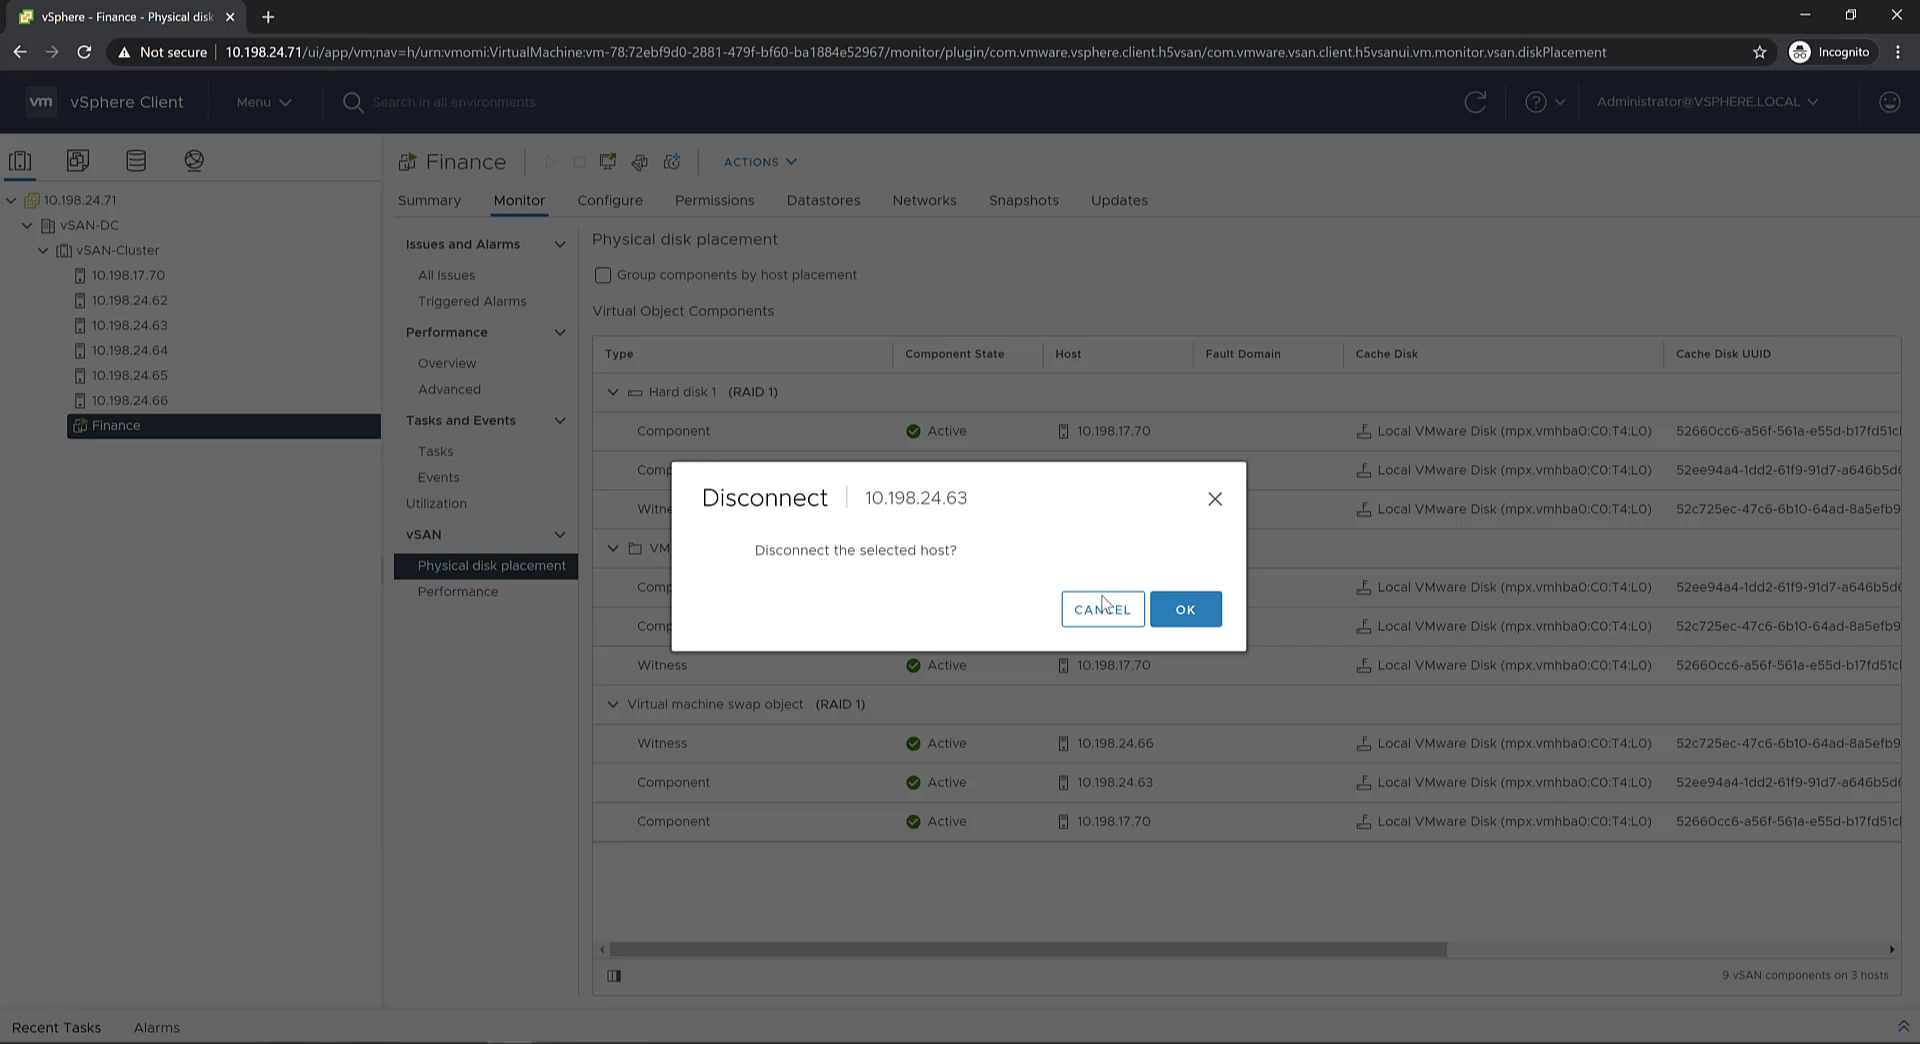 vSphere - Finance - Physical disk
Not secure
10.198.24.71/ui/app/vm;nav=h/urn:vmomi:VirtualMachine:vm-78:72ebf9d0-2881-479f-bf60-ba1884e52967/monitor/plugin/com.vmware.vsphere.client.h5vsan/com.vmware.vsan.client.h5vsanui.vm.monitor.vsan.diskPlacement
Incognito
vm
vSphere Client
Menu
Search in all environments
Administrator@VSPHERE.LOCAL
10.198.24.71
vSAN-DC
vSAN-Cluster
10.198.17.70
10.198.24.62
10.198.24.63
10.198.24.64
10.198.24.65
10.198.24.66
Finance
Finance
ACTIONS
Summary Monitor Configure Permissions Datastores Networks Snapshots Updates
Issues and Alarms
All Issues
Triggered Alarms
Performance
Overview
Advanced
Tasks and Events
Tasks
Events
Utilization
vSAN
Physical disk placement
Performance
Physical disk placement
Group components by host placement
Virtual Object Components
Type Component State Host Fault Domain Cache Disk Cache Disk UUID
Hard disk 1 (RAID 1)
Component Active 10.198.17.70 Local VMware Disk (mpx.vmhba0:C0:T4:L0) 52660cc6-a56f-561a-e55d-b17fd51cl
Comp Local VMware Disk (mpx.vmhba0:C0:T4:L0) 52ee94a4-1dd2-61f9-91d7-a646b5d6
Witne Local VMware Disk (mpx.vmhba0:C0:T4:L0) 52c725ec-47c6-6b10-64ad-8a5efb9
VM
Comp Local VMware Disk (mpx.vmhba0:C0:T4:L0) 52ee94a4-1dd2-61f9-91d7-a646b5d6
Comp Local VMware Disk (mpx.vmhba0:C0:T4:L0) 52c725ec-47c6-6b10-64ad-8a5efb9
Witness Active 10.198.17.70 Local VMware Disk (mpx.vmhba0:C0:T4:L0) 52660cc6-a56f-561a-e55d-b17fd51cl
Virtual machine swap object (RAID 1)
Witness Active 10.198.24.66 Local VMware Disk (mpx.vmhba0:C0:T4:L0) 52c725ec-47c6-6b10-64ad-8a5efb9
Component Active 10.198.24.63 Local VMware Disk (mpx.vmhba0:C0:T4:L0) 52ee94a4-1dd2-61f9-91d7-a646b5d6
Component Active 10.198.17.70 Local VMware Disk (mpx.vmhba0:C0:T4:L0) 52660cc6-a56f-561a-e55d-b17fd51cl
9 vSAN components on 3 hosts
Disconnect 10.198.24.63
Disconnect the selected host?
CANCEL OK
Recent Tasks Alarms